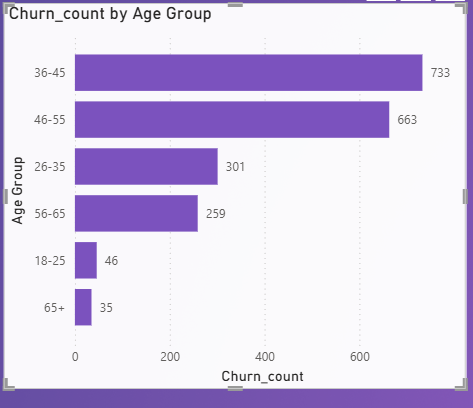 Churn_count by Age Group
Age Group
36-45 733
46-55 663
26-35 301
56-65 259
18-25 46
65+ 35
0 200 400 600
Churn_count